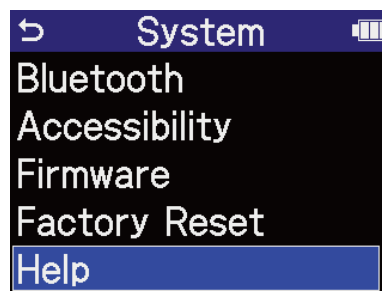 System
Bluetooth
Accessibility
Firmware
Factory Reset
Help